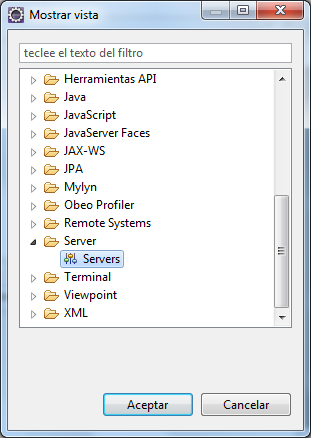 Mostrar vista
teclee el texto del filtro
Herramientas API
Java
JavaScript
JavaServer Faces
JAX-WS
JPA
Mylyn
Obeo Profiler
Remote Systems
Server
Servers
Terminal
Viewpoint
XML
Aceptar
Cancelar